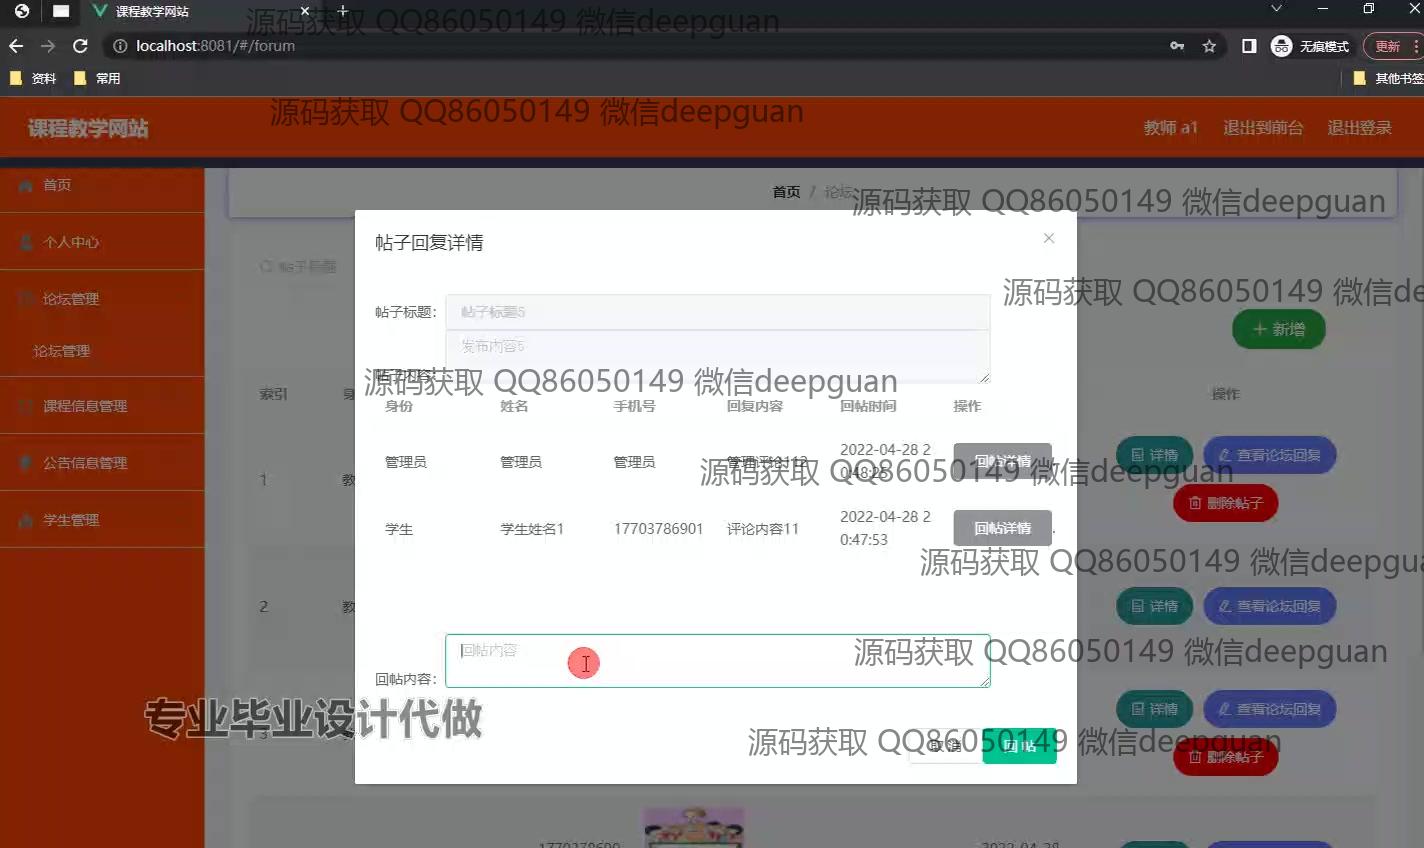 课程教学网站
源码获取 QQ86050149 微信deepguan
localhost:8081/#/forum
无痕模式
更新
资料
常用
其他书签
源码获取 QQ86050149 微信deepguan
课程教学网站
教师 a1
退出到前台
退出登录
首页
首页 / 论坛
源码获取 QQ86050149 微信deepguan
个人中心
帖子回复详情
帖子标题
论坛管理
帖子标题:
帖子标题5
源码获取 QQ86050149 微信de
+ 新增
论坛管理
发布内容5
帖子内容:
源码获取 QQ86050149 微信deepguan
索引
操作
课程信息管理
身份 姓名 手机号 回复内容 回帖时间 操作
公告信息管理
管理员 管理员 管理员 管理评论112 2022-04-28 2
0:48:25
回帖详情
源码获取 QQ86050149 微信deepguan
1
教
详情
查看论坛回复
删除帖子
学生管理
学生 学生姓名1 17703786901 评论内容11 2022-04-28 2
0:47:53
回帖详情
源码获取 QQ86050149 微信deepgua
2
教
详情
查看论坛回复
回帖内容
源码获取 QQ86050149 微信deepguan
回帖内容:
专业毕业设计代做
3
详情
查看论坛回复
源码获取 QQ86050149 微信deepguan
取消
回帖
删除帖子